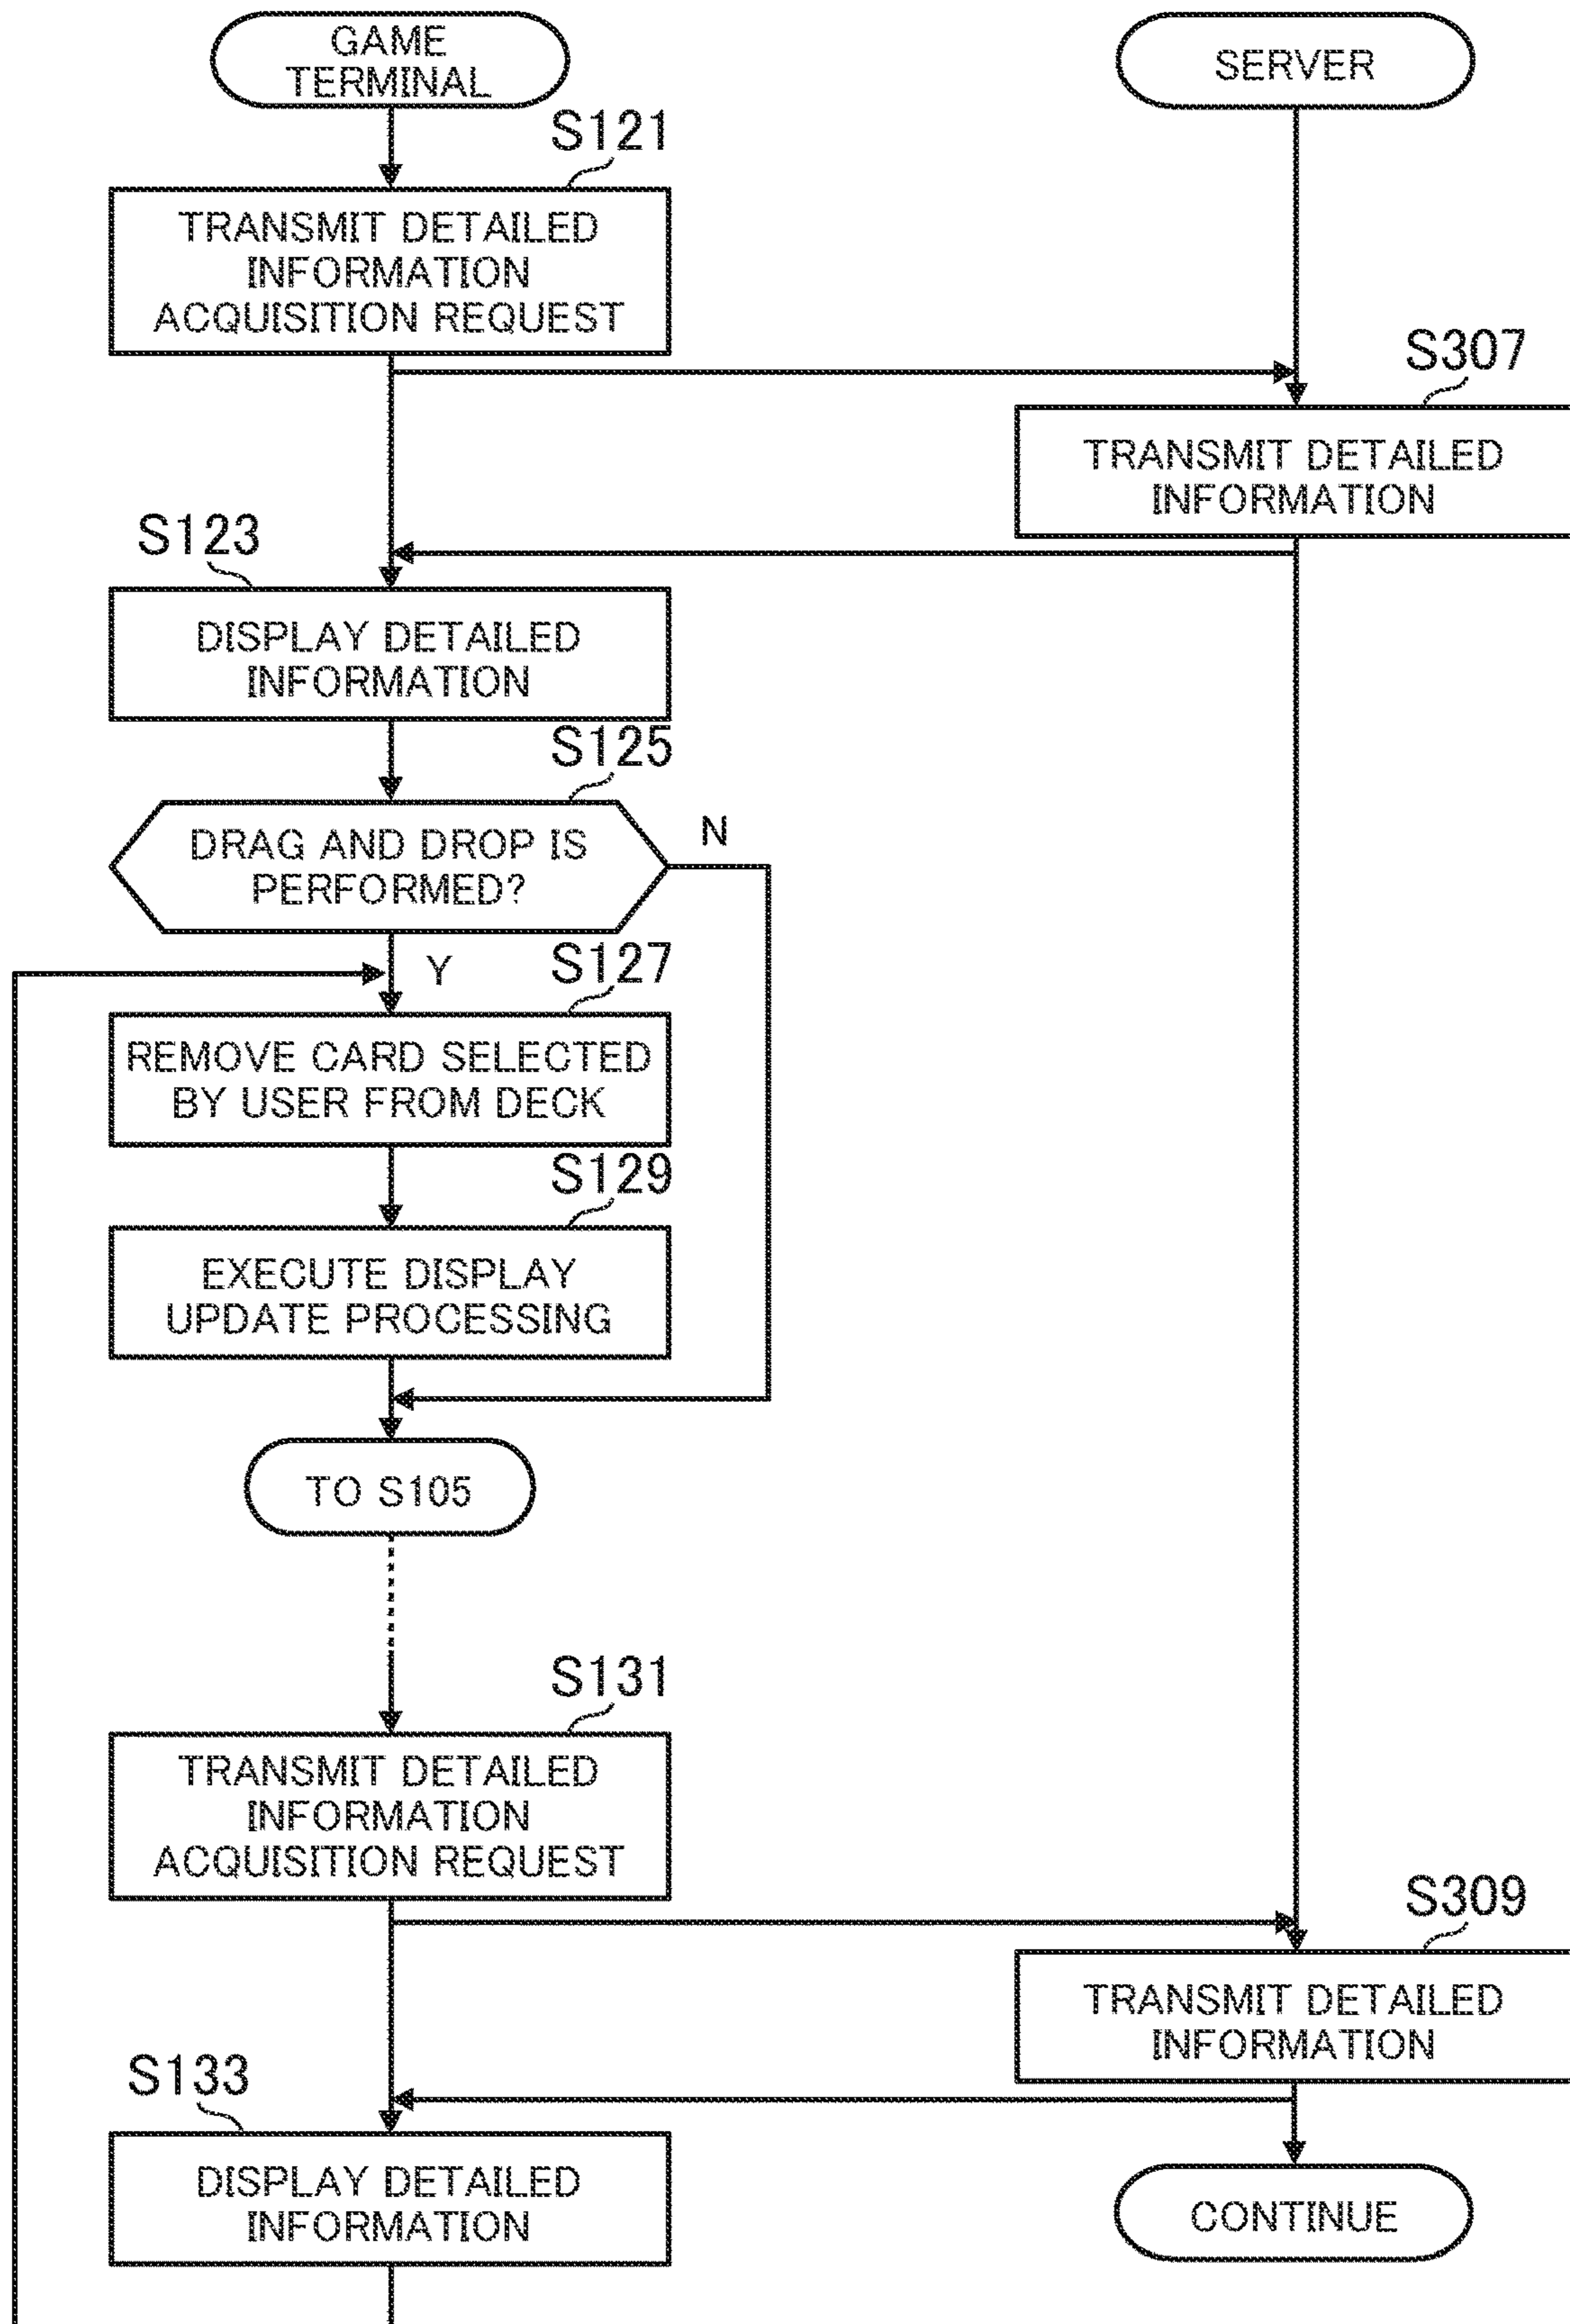 GAME
TERMINAL
SERVER
S121
TRANSMIT DETAILED
INFORMATION
ACQUISITION REQUEST
S307
TRANSMIT DETAILED
INFORMATION
S123
DISPLAY DETAILED
INFORMATION
S125
DRAG AND DROP IS
PERFORMED?
N
Y
S127
REMOVE CARD SELECTED
BY USER FROM DECK
S129
EXECUTE DISPLAY
UPDATE PROCESSING
TO S105
S131
TRANSMIT DETAILED
INFORMATION
ACQUISITION REQUEST
S309
TRANSMIT DETAILED
INFORMATION
S133
DISPLAY DETAILED
INFORMATION
CONTINUE